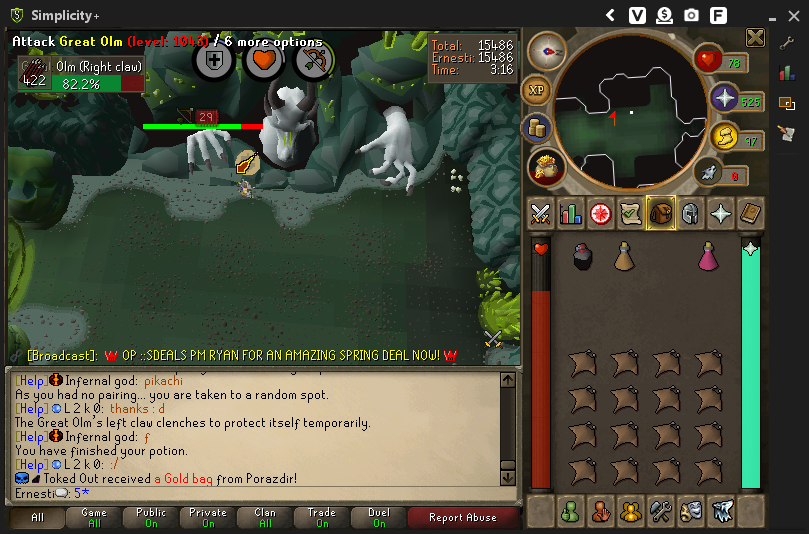 Simplicity+
V $ F
Attack Great Olm (level: 1043) / 6 more options
Olm (Right claw)
422
82.2%
Total: 15486
Ernesti: 15486
Time: 3:16
29
XP
78
525
97
0
1
[Broadcast]: OP ::SDEALS PM RYAN FOR AN AMAZING SPRING DEAL NOW!
[Help] Infernal god: pikachi
As you had no pairing... you are taken to a random spot.
[Help] L 2 k 0: thanks : d
The Great Olm's left claw clenches to protect itself temporarily.
[Help] Infernal god: f
You have finished your potion.
[Help] L 2 k 0: :/
Toked Out received a Gold bag from Porazdir!
Ernesti: 5*
All
Game
All
Public
On
Private
On
Clan
All
Trade
On
Duel
On
Report Abuse